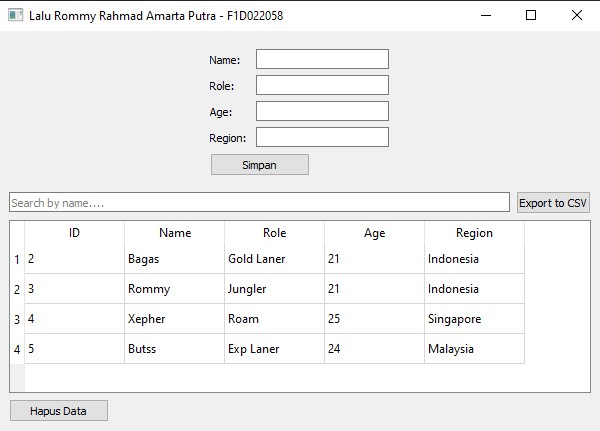 Lalu Rommy Rahmad Amarta Putra - F1D022058
Name:
Role:
Age:
Region:
Simpan
Search by name.... Export to CSV
ID Name Role Age Region
1 2 Bagas Gold Laner 21 Indonesia
2 3 Rommy Jungler 21 Indonesia
3 4 Xepher Roam 25 Singapore
4 5 Butss Exp Laner 24 Malaysia
Hapus Data